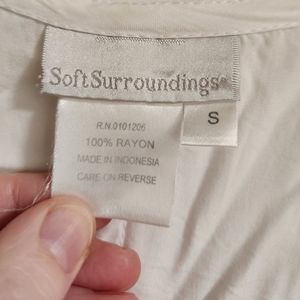 SoftSurroundings®
S
R.N.0101206
100% RAYON
MADE IN INDONESIA
CARE ON REVERSE